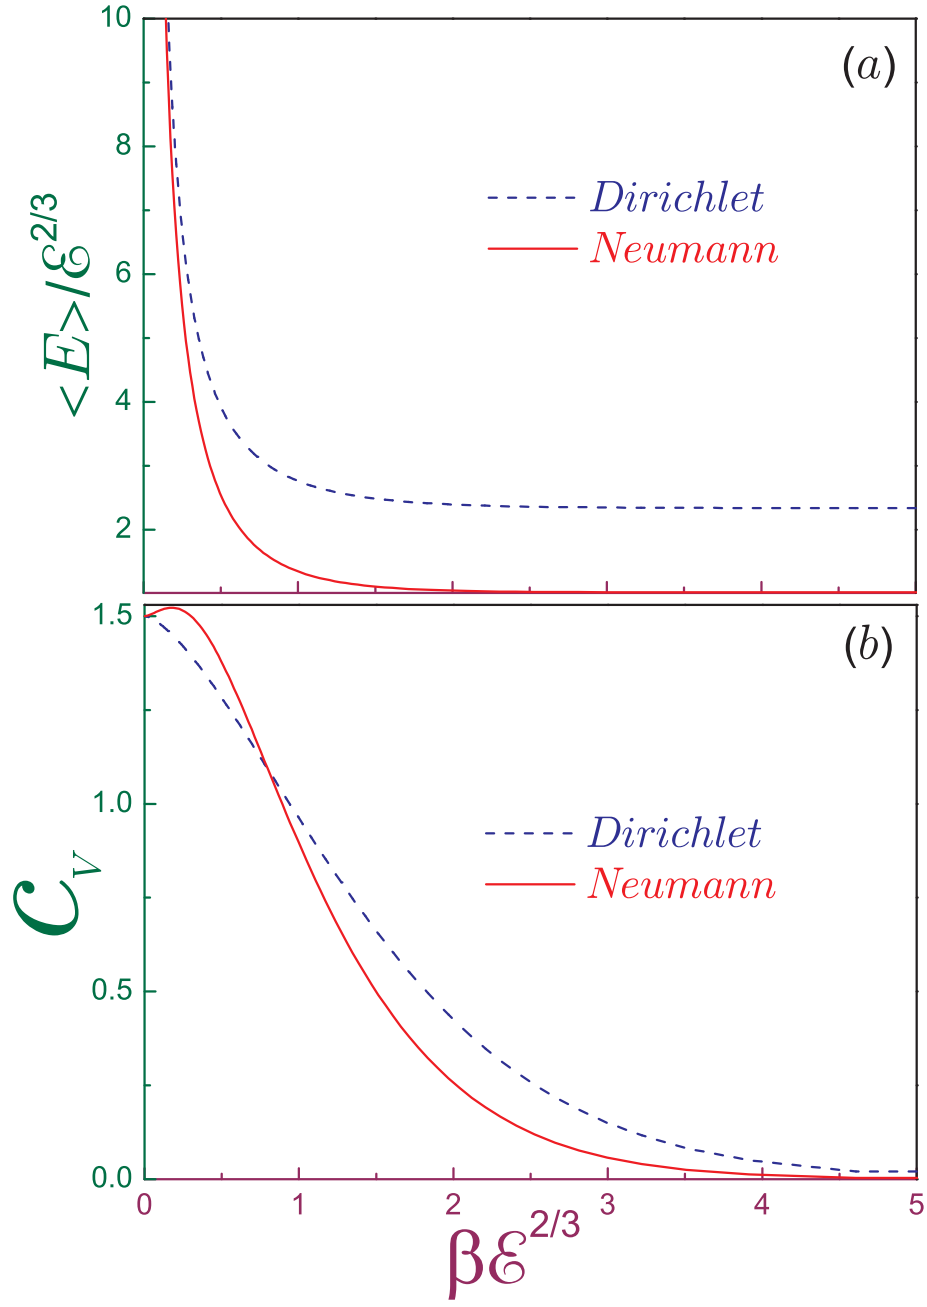 10
(a)
8
Dirichlet
Neumann
6
4
2
<E>/ℰ^{2/3}
1.5
(b)
1.0
Dirichlet
Neumann
0.5
0.0
C_V
0 1 2 3 4 5
βℰ^{2/3}